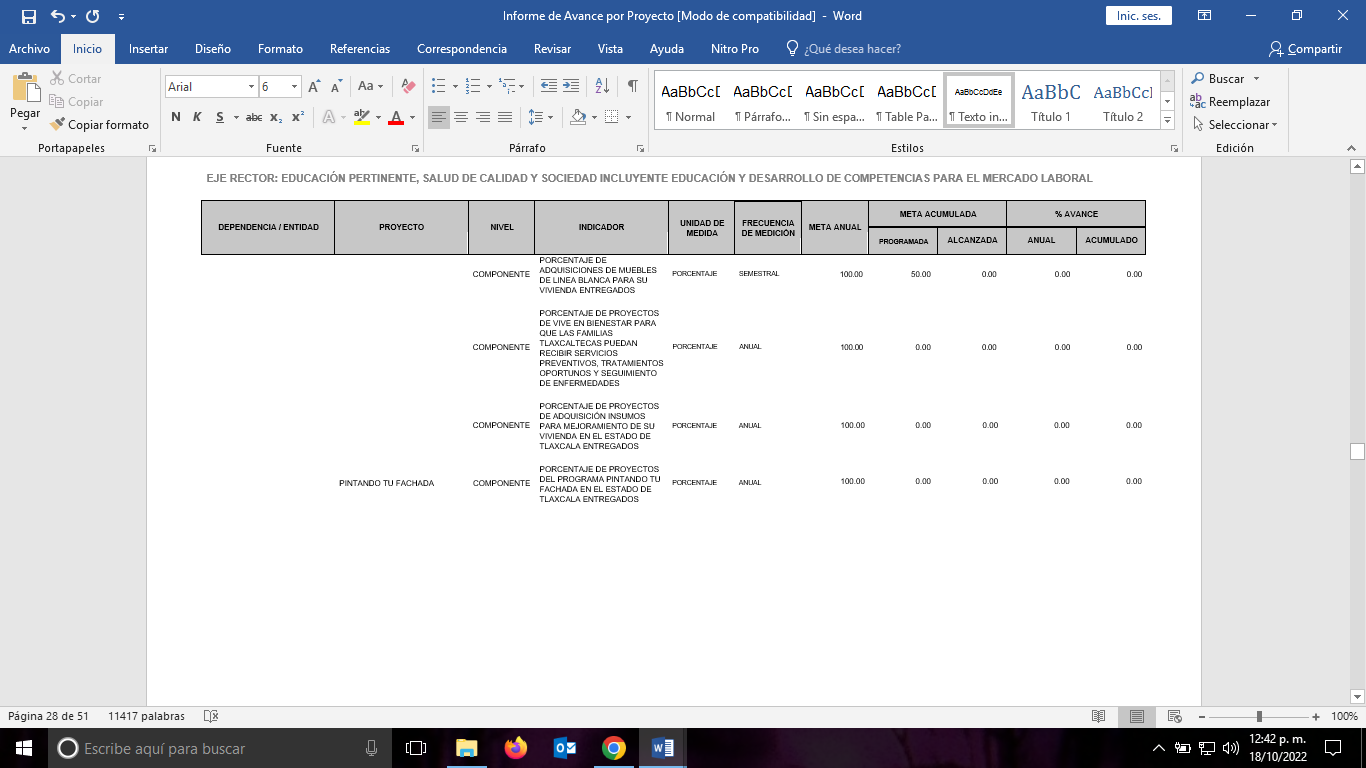 Informe de Avance por Proyecto [Modo de compatibilidad] - Word
Inic. ses.
Archivo Inicio Insertar Diseño Formato Referencias Correspondencia Revisar Vista Ayuda Nitro Pro ¿Qué desea hacer? Compartir
Pegar
Cortar
Copiar
Copiar formato
Portapapeles
Arial 6
N K S abc x₂ x²
Fuente
Párrafo
AaBbCcD AaBbCcD AaBbCcD AaBbCcD AaBbCcDdEe AaBbC AaBbCcI
¶ Normal ¶ Párrafo... ¶ Sin espa... ¶ Table Pa... ¶ Texto in... Título 1 Título 2
Estilos
Buscar
Reemplazar
Seleccionar
Edición
EJE RECTOR: EDUCACIÓN PERTINENTE, SALUD DE CALIDAD Y SOCIEDAD INCLUYENTE EDUCACIÓN Y DESARROLLO DE COMPETENCIAS PARA EL MERCADO LABORAL
DEPENDENCIA / ENTIDAD PROYECTO NIVEL INDICADOR UNIDAD DE MEDIDA FRECUENCIA DE MEDICIÓN META ANUAL META ACUMULADA % AVANCE
PROGRAMADA ALCANZADA ANUAL ACUMULADO
COMPONENTE
PORCENTAJE DE
ADQUISICIONES DE MUEBLES
DE LINEA BLANCA PARA SU
VIVIENDA ENTREGADOS
PORCENTAJE SEMESTRAL 100.00 50.00 0.00 0.00 0.00
COMPONENTE
PORCENTAJE DE PROYECTOS
DE VIVE EN BIENESTAR PARA
QUE LAS FAMILIAS
TLAXCALTECAS PUEDAN
RECIBIR SERVICIOS
PREVENTIVOS, TRATAMIENTOS
OPORTUNOS Y SEGUIMIENTO
DE ENFERMEDADES
PORCENTAJE ANUAL 100.00 0.00 0.00 0.00 0.00
COMPONENTE
PORCENTAJE DE PROYECTOS
DE ADQUISICIÓN INSUMOS
PARA MEJORAMIENTO DE SU
VIVIENDA EN EL ESTADO DE
TLAXCALA ENTREGADOS
PORCENTAJE ANUAL 100.00 0.00 0.00 0.00 0.00
PINTANDO TU FACHADA COMPONENTE
PORCENTAJE DE PROYECTOS
DEL PROGRAMA PINTANDO TU
FACHADA EN EL ESTADO DE
TLAXCALA ENTREGADOS
PORCENTAJE ANUAL 100.00 0.00 0.00 0.00 0.00
Página 28 de 51 11417 palabras
100%
Escribe aquí para buscar
12:42 p. m.
18/10/2022